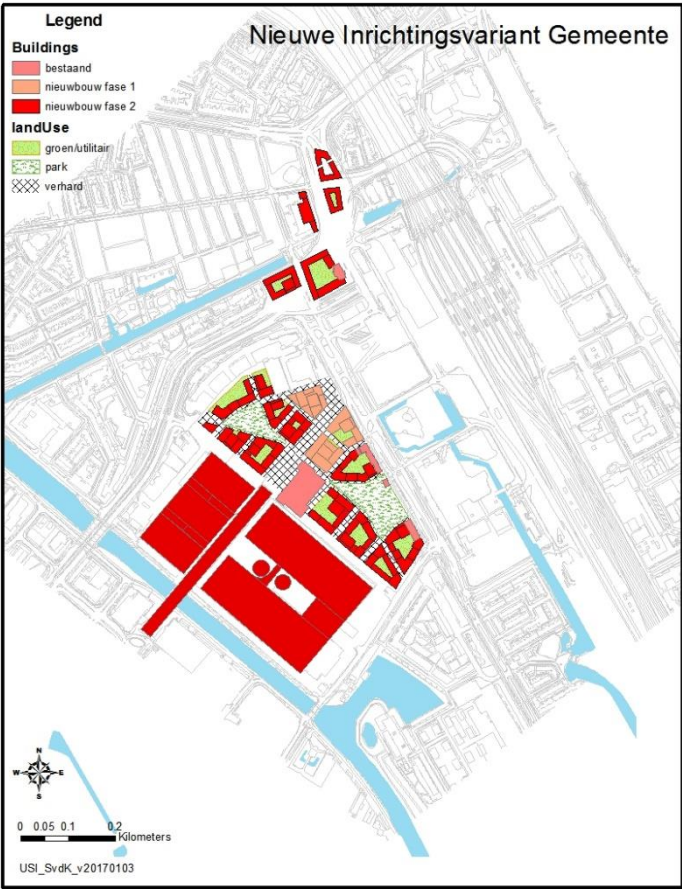 Legend
Nieuwe Inrichtingsvariant Gemeente
Buildings
bestaand
nieuwbouw fase 1
nieuwbouw fase 2
landUse
groen/utilitair
park
verhard
N
W E
S
0 0.05 0.1 0.2
Kilometers
USI_SvdK_v20170103